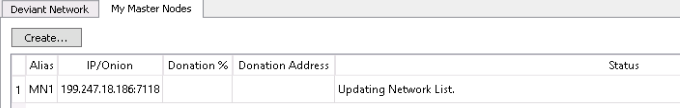 Deviant Network My Master Nodes
Create...
Alias IP/Onion Donation % Donation Address Status
1 MN1 199.247.18.186:7118 Updating Network List.